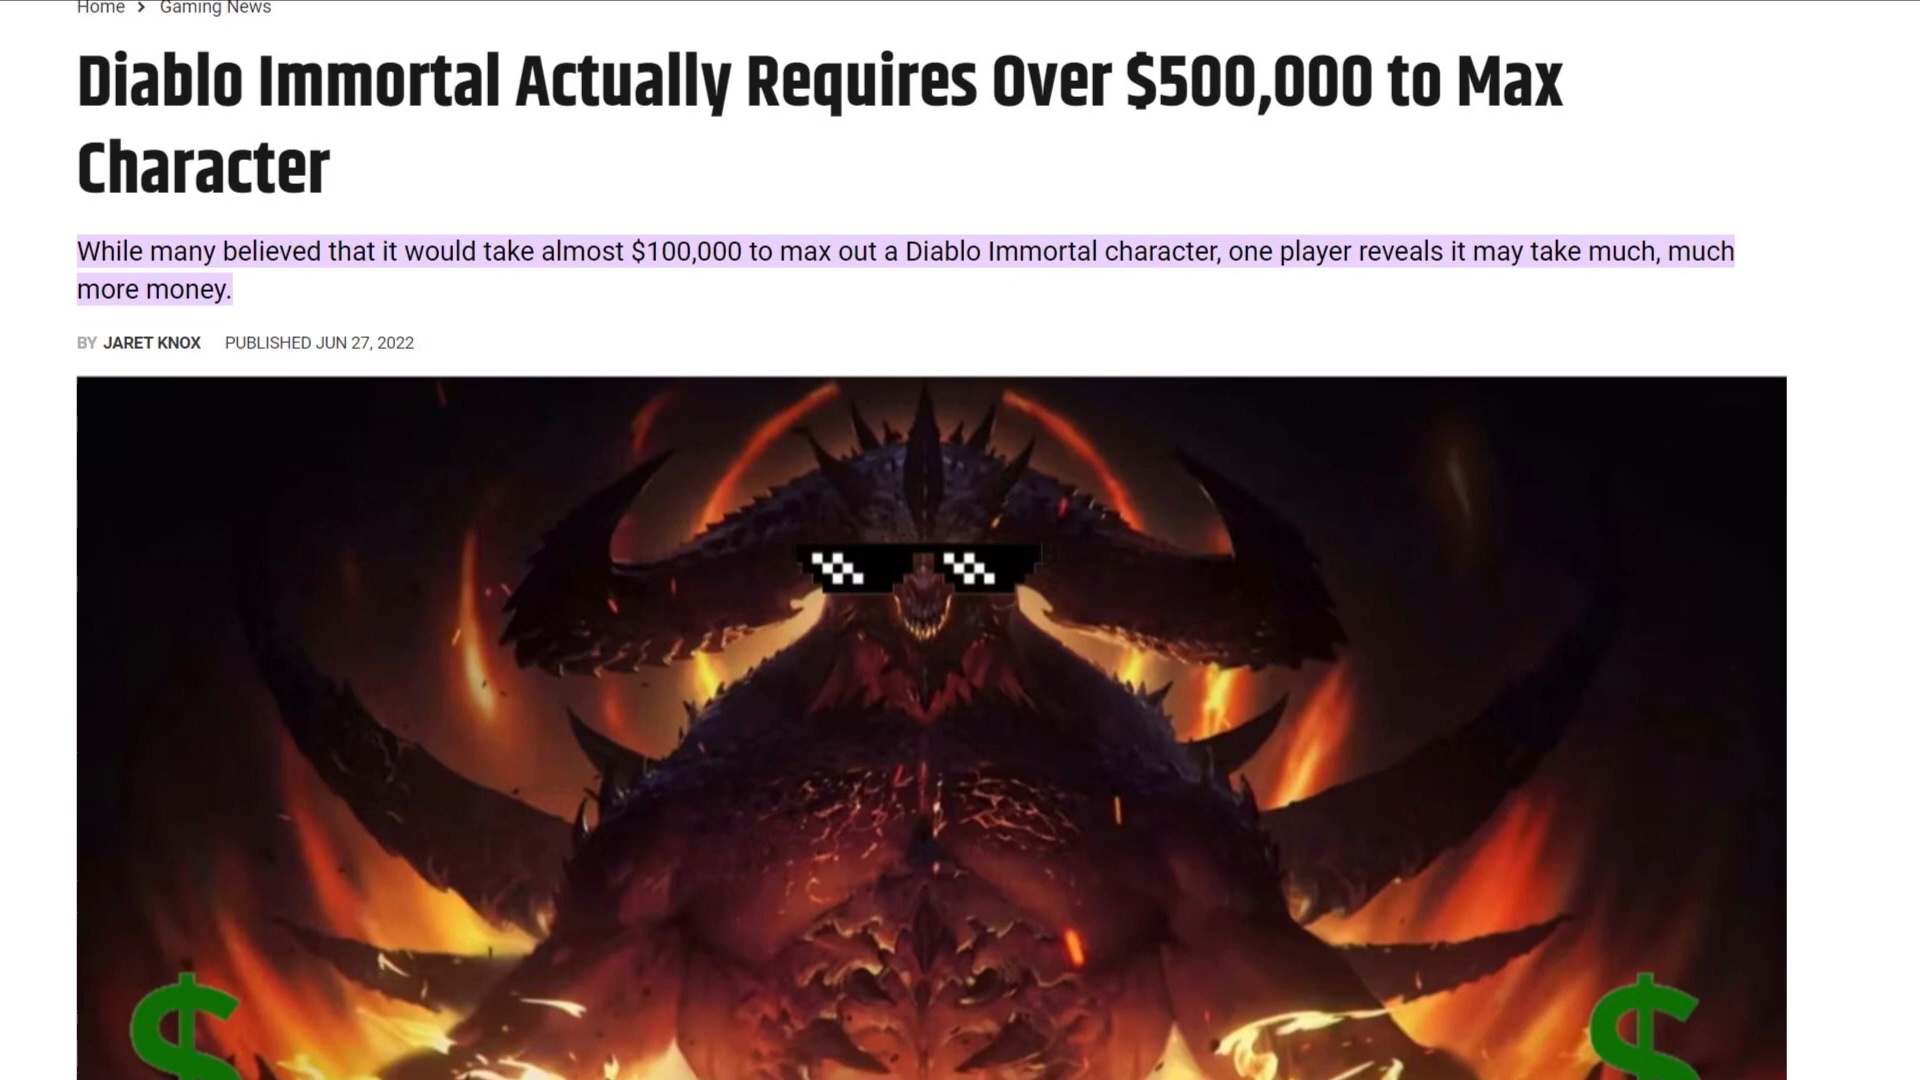 Home > Gaming News
Diablo Immortal Actually Requires Over $500,000 to Max
Character
While many believed that it would take almost $100,000 to max out a Diablo Immortal character, one player reveals it may take much, much
more money.
BY JARET KNOX PUBLISHED JUN 27, 2022
$ $